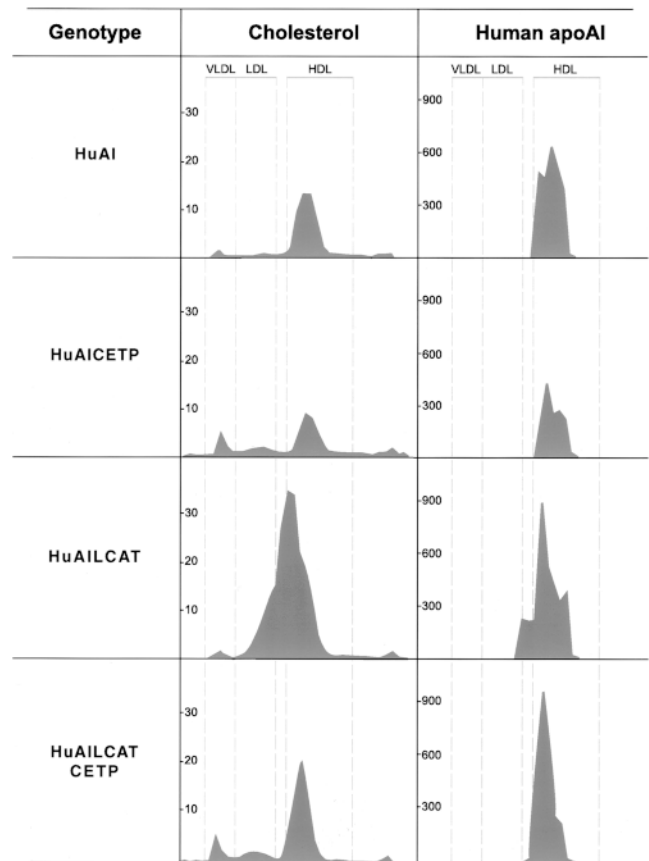 Genotype Cholesterol Human apoAI
VLDL LDL HDL VLDL LDL HDL
-30 -900
-20 -600
-10 -300
HuAI
-30 -900
-20 -600
-10 -300
HuAICETP
-30 -900
-20 -600
-10 -300
HuAILCAT
-30 -900
-20 -600
-10 -300
HuAILCAT
CETP